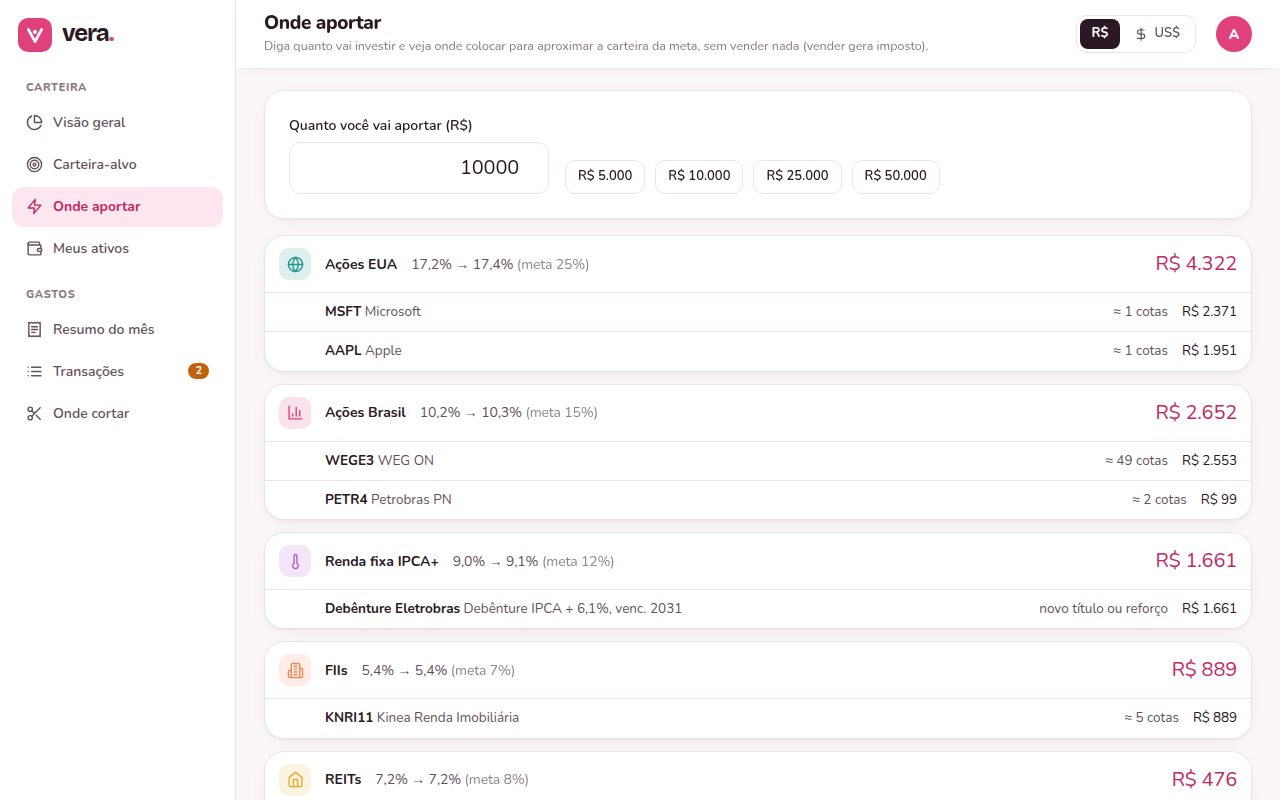 vera.
CARTEIRA
Visão geral
Carteira-alvo
Onde aportar
Meus ativos
GASTOS
Resumo do mês
Transações 2
Onde cortar
Onde aportar
Diga quanto vai investir e veja onde colocar para aproximar a carteira da meta, sem vender nada (vender gera imposto).
R$ $ US$ A
Quanto você vai aportar (R$)
10000 R$ 5.000 R$ 10.000 R$ 25.000 R$ 50.000
Ações EUA 17,2% → 17,4% (meta 25%) R$ 4.322
MSFT Microsoft ≈ 1 cotas R$ 2.371
AAPL Apple ≈ 1 cotas R$ 1.951
Ações Brasil 10,2% → 10,3% (meta 15%) R$ 2.652
WEGE3 WEG ON ≈ 49 cotas R$ 2.553
PETR4 Petrobras PN ≈ 2 cotas R$ 99
Renda fixa IPCA+ 9,0% → 9,1% (meta 12%) R$ 1.661
Debênture Eletrobras Debênture IPCA + 6,1%, venc. 2031 novo título ou reforço R$ 1.661
FIIs 5,4% → 5,4% (meta 7%) R$ 889
KNRI11 Kinea Renda Imobiliária ≈ 5 cotas R$ 889
REITs 7,2% → 7,2% (meta 8%) R$ 476